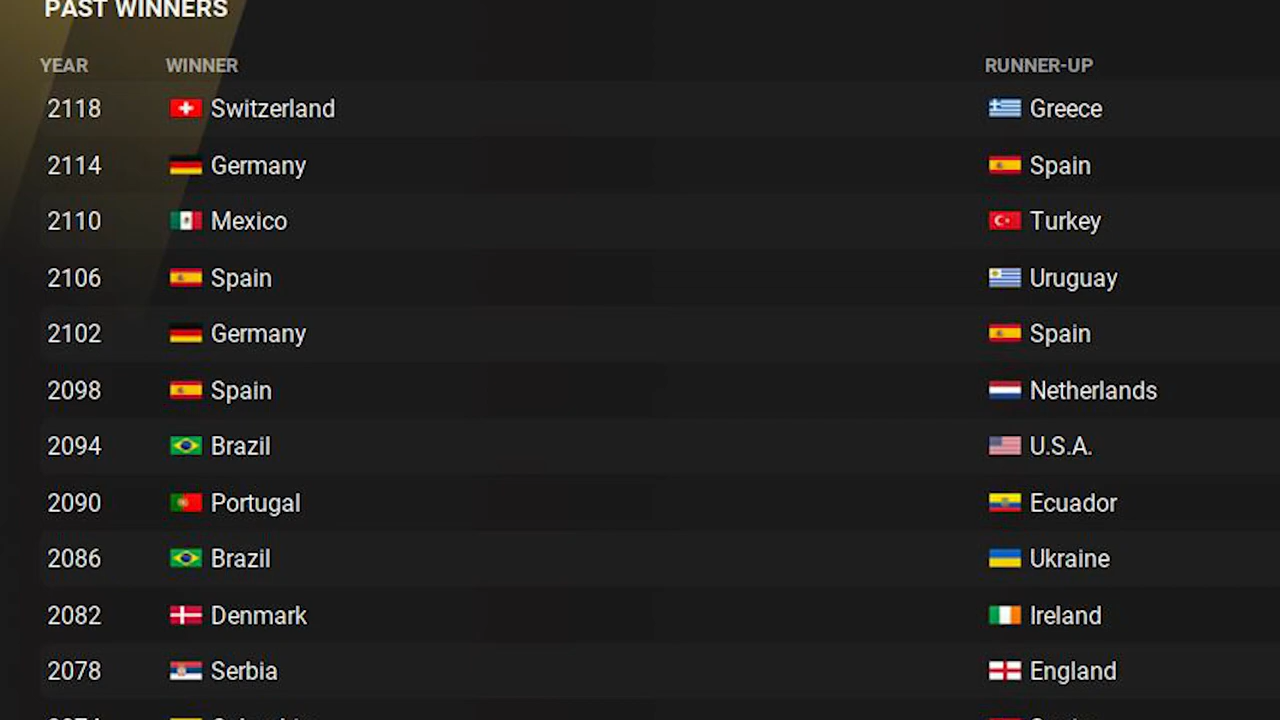 PAST WINNERS
YEAR WINNER RUNNER-UP
2118 Switzerland Greece
2114 Germany Spain
2110 Mexico Turkey
2106 Spain Uruguay
2102 Germany Spain
2098 Spain Netherlands
2094 Brazil U.S.A.
2090 Portugal Ecuador
2086 Brazil Ukraine
2082 Denmark Ireland
2078 Serbia England